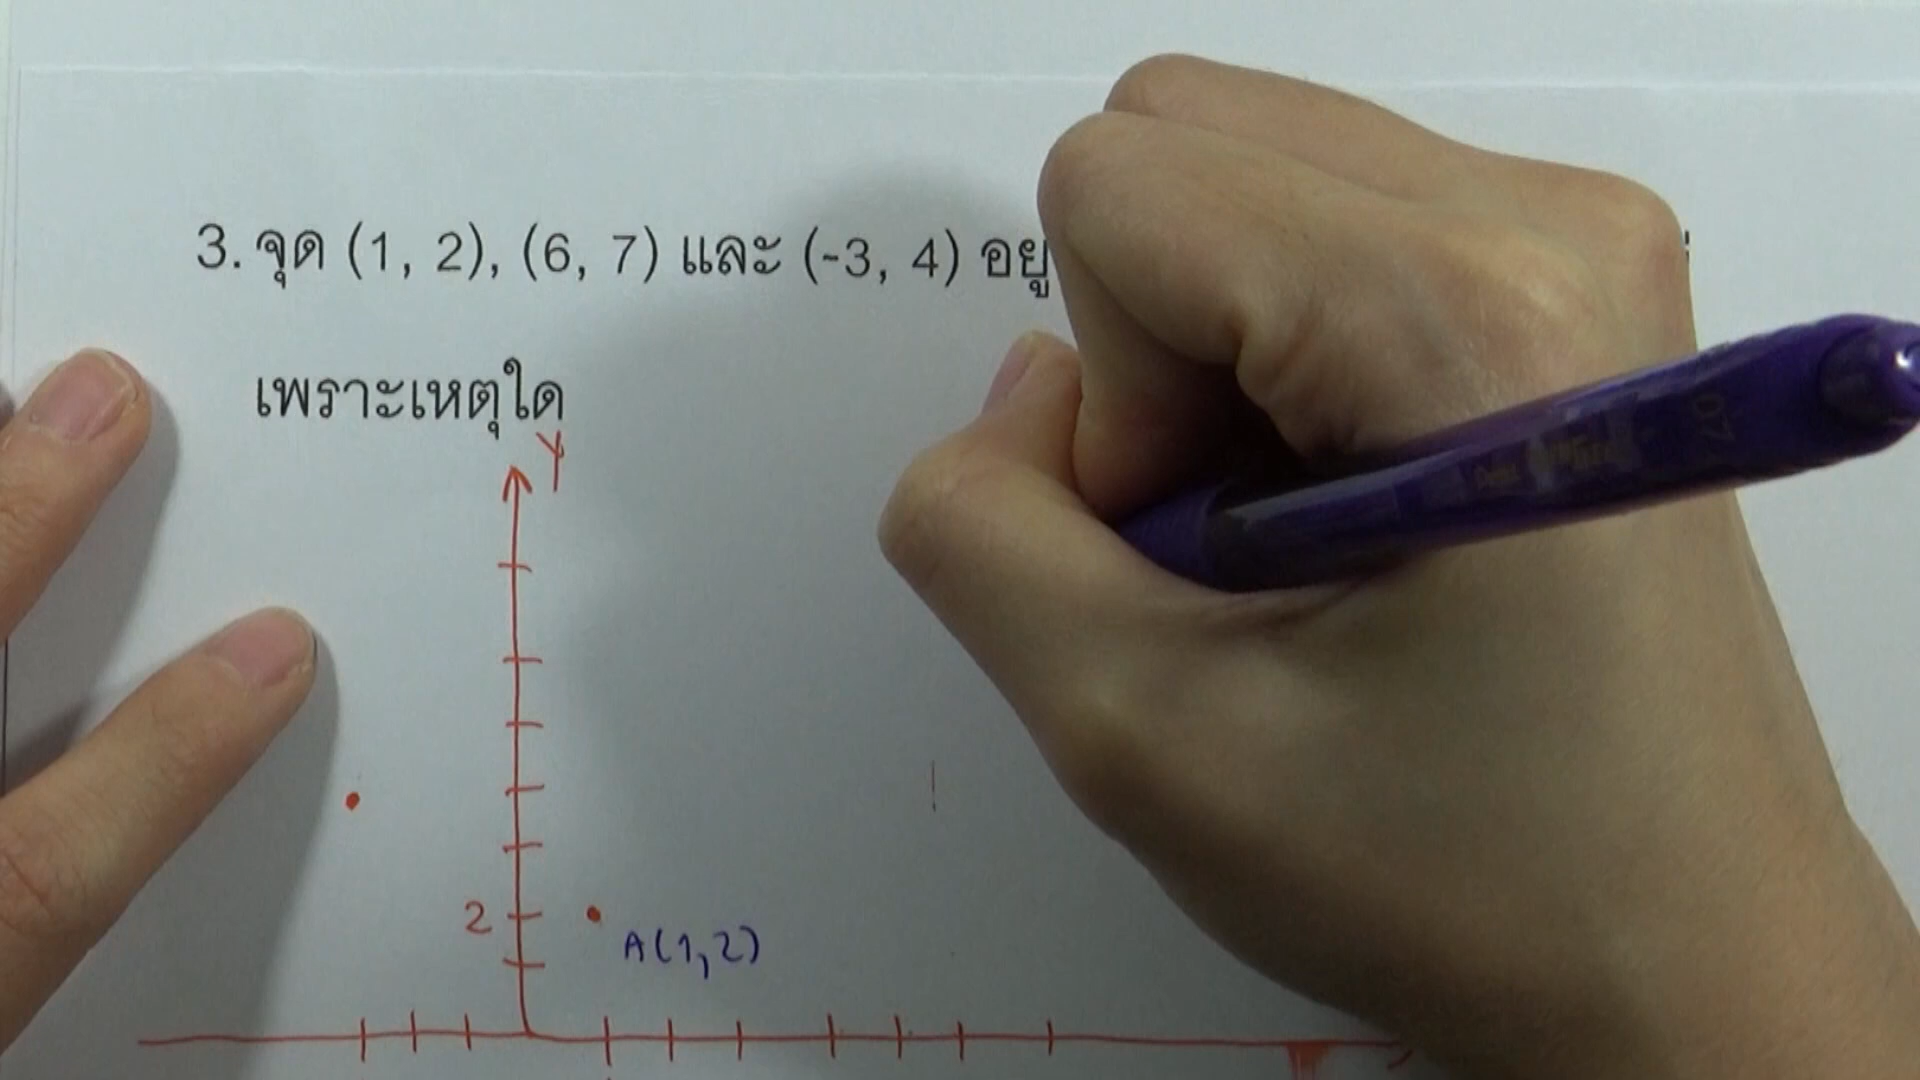 3. จุด (1, 2), (6, 7) และ (-3, 4) อยู่
เพราะเหตุใด
Y
2
A(1,2)